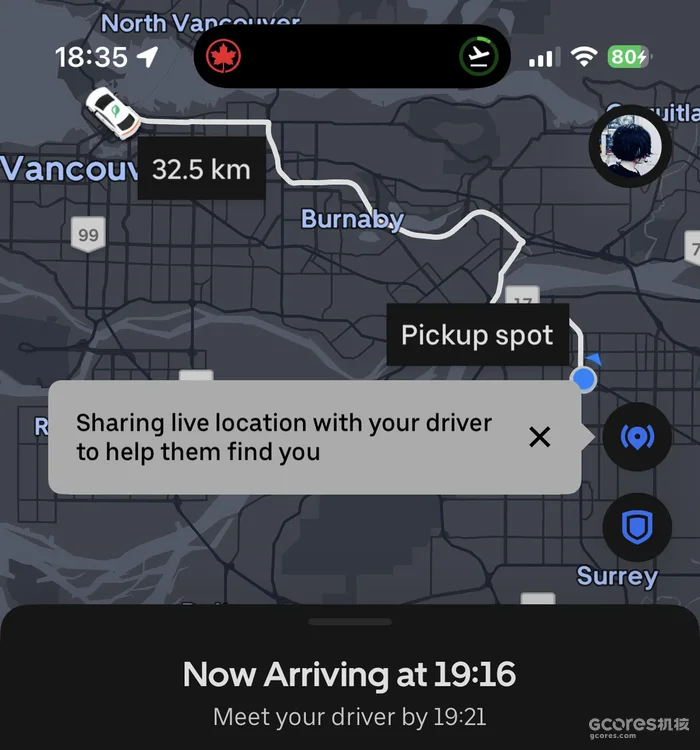 North Vancouver
18:35
80
32.5 km
99
Burnaby
17
Pickup spot
Sharing live location with your driver
to help them find you
Surrey
Now Arriving at 19:16
Meet your driver by 19:21
GCORES机核
gcores.com